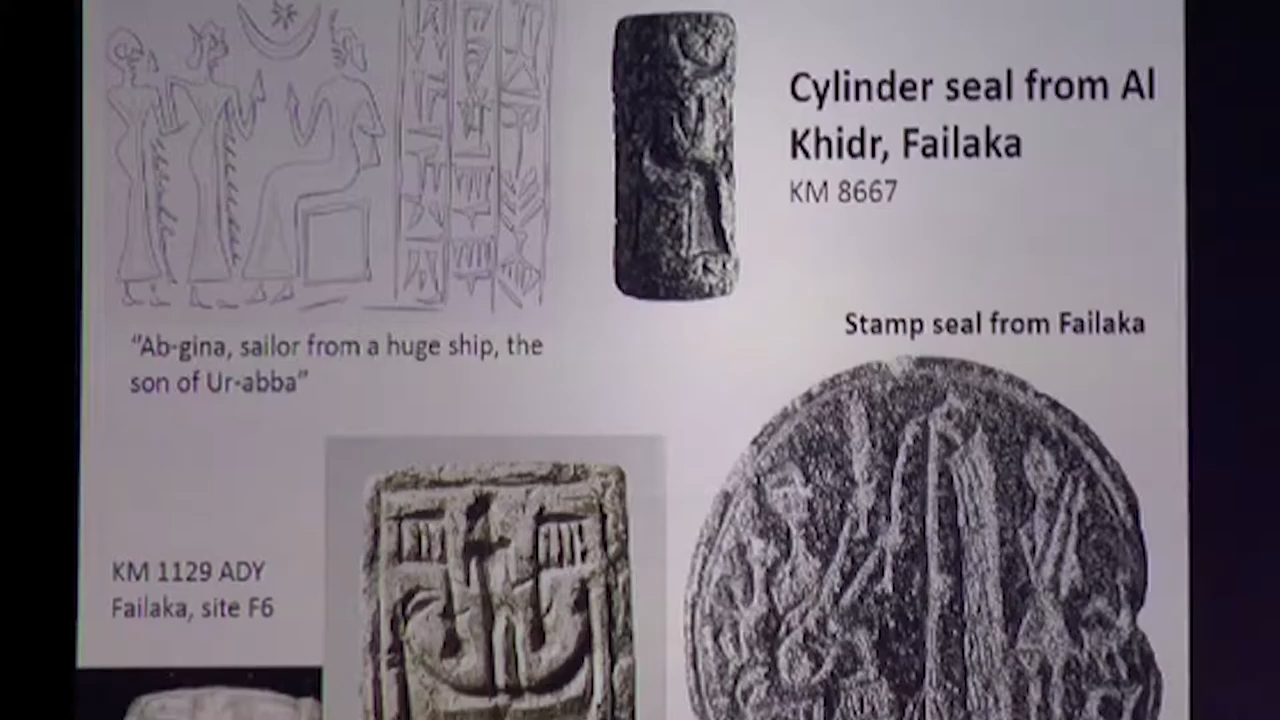 Cylinder seal from Al
Khidr, Failaka
KM 8667
Stamp seal from Failaka
"Ab-gina, sailor from a huge ship, the
son of Ur-abba"
KM 1129 ADY
Failaka, site F6